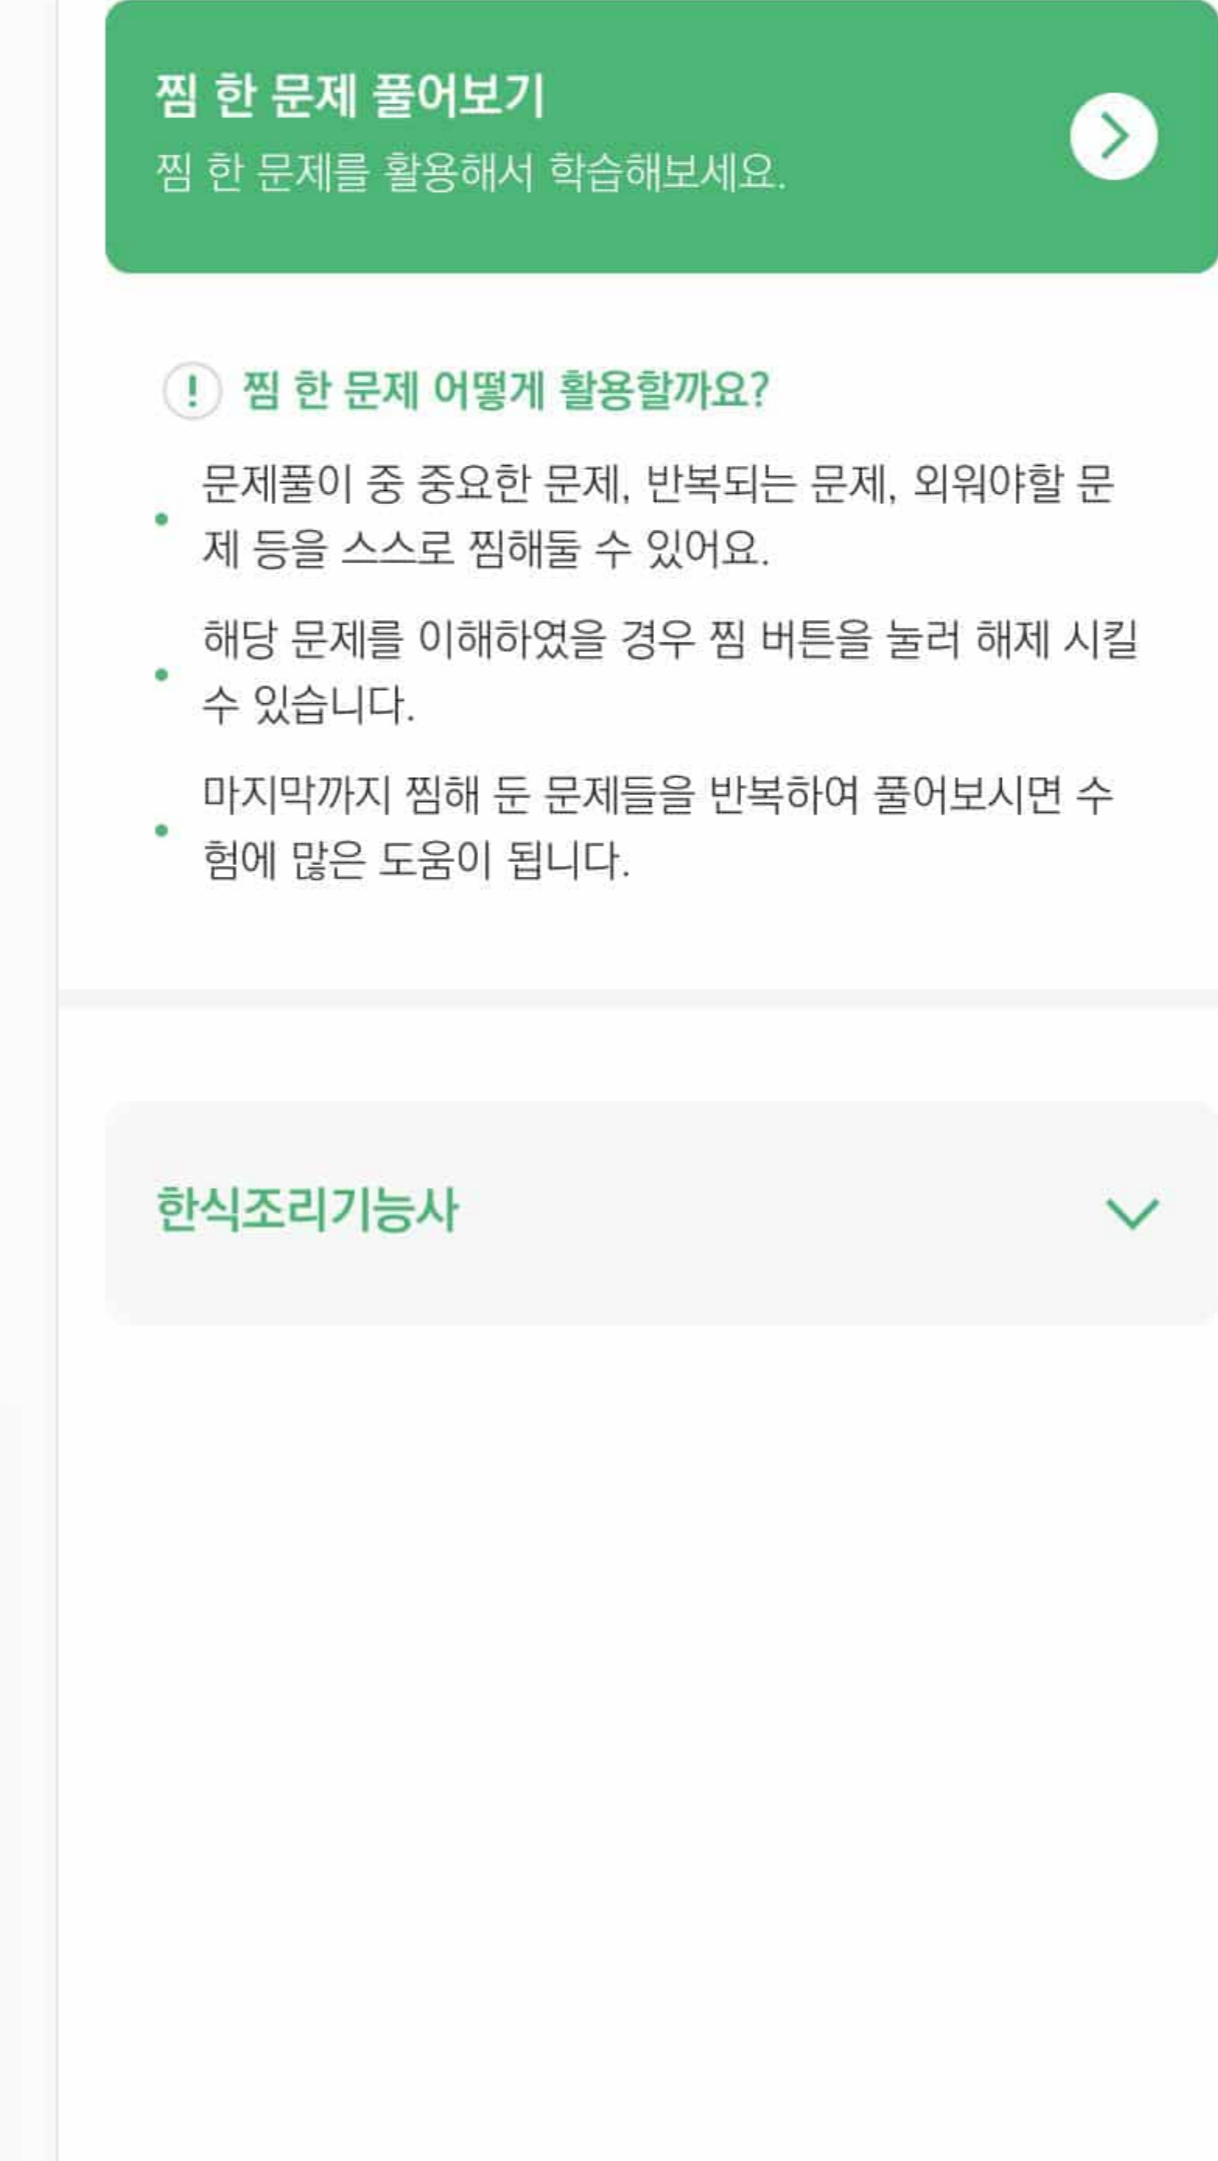 찜 한 문제 풀어보기
찜 한 문제를 활용해서 학습해보세요.
! 찜 한 문제 어떻게 활용할까요?
• 문제풀이 중 중요한 문제, 반복되는 문제, 외워야할 문
제 등을 스스로 찜해둘 수 있어요.
• 해당 문제를 이해하였을 경우 찜 버튼을 눌러 해제 시킬
수 있습니다.
• 마지막까지 찜해 둔 문제들을 반복하여 풀어보시면 수
험에 많은 도움이 됩니다.
한식조리기능사